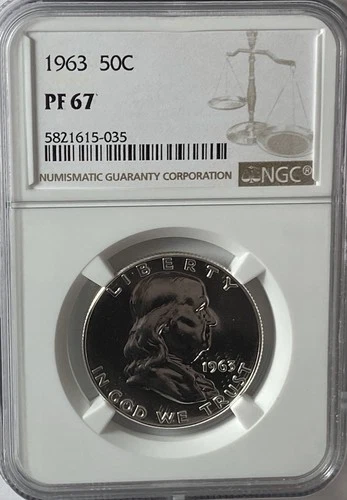 1963 50C
PF 67
5821615-035
NUMISMATIC GUARANTY CORPORATION
NGC®
LIBERTY
1963
IN GOD WE TRUST